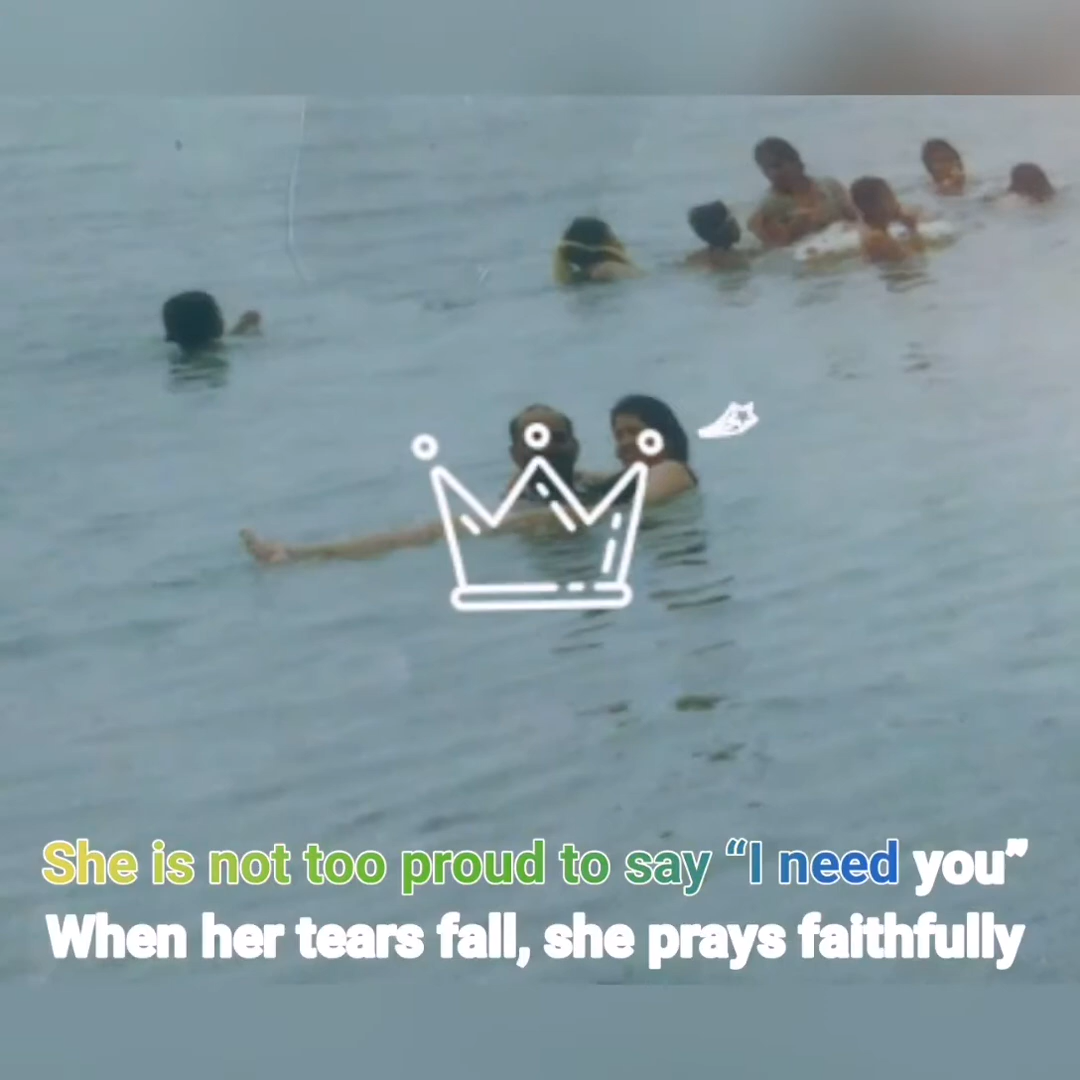 She is not too proud to say “I need you”
When her tears fall, she prays faithfully